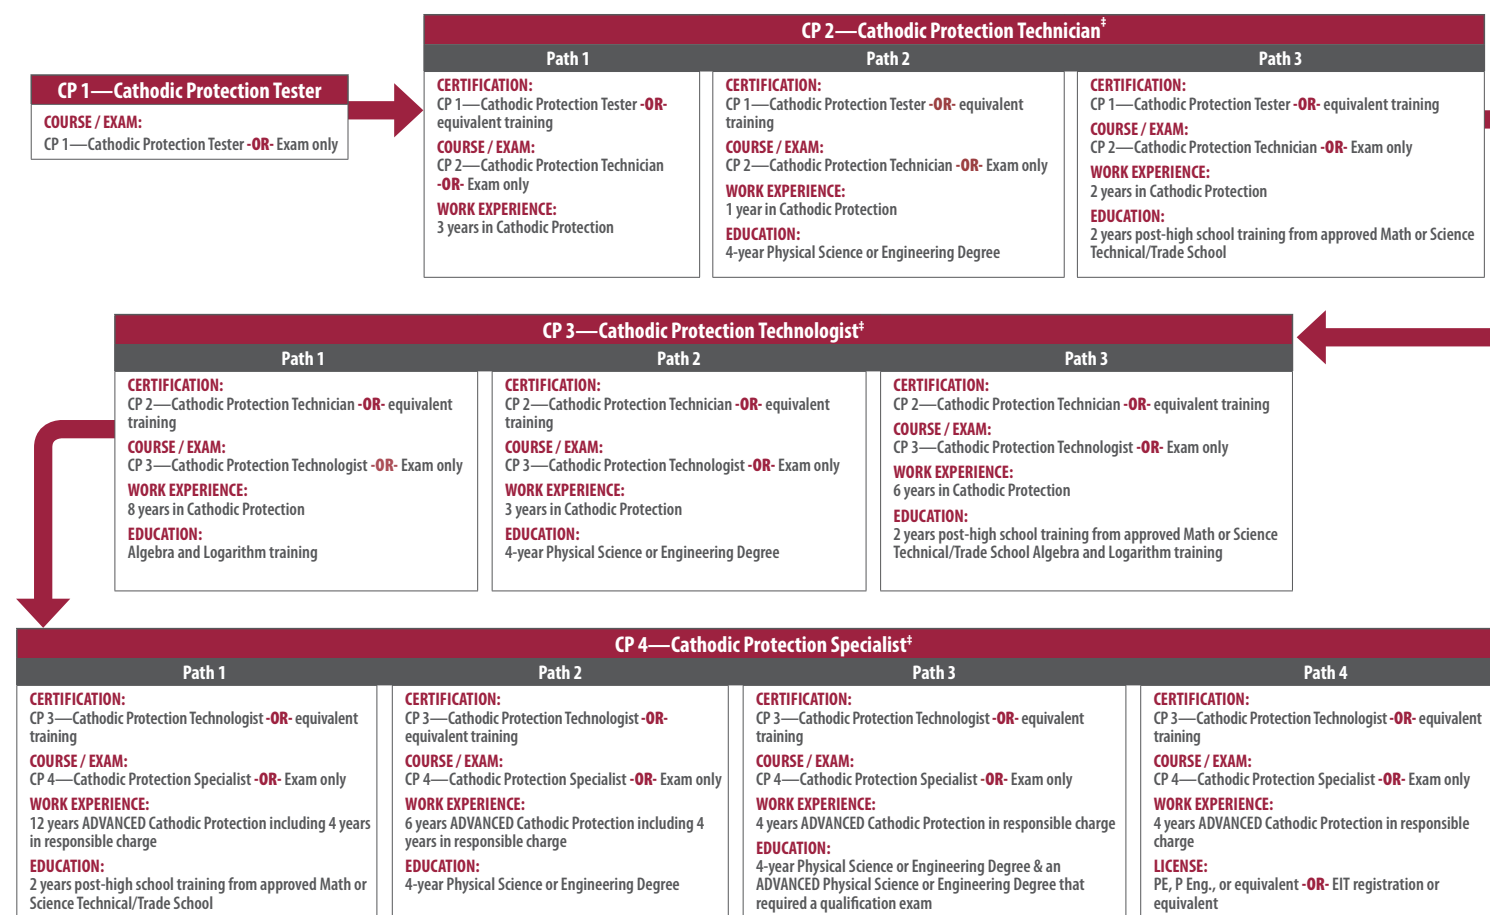 CP 2—Cathodic Protection Technician‡
Path 1
Path 2
Path 3
CP 1—Cathodic Protection Tester
COURSE / EXAM:
CP 1—Cathodic Protection Tester -OR- Exam only
CERTIFICATION:
CP 1—Cathodic Protection Tester -OR-
equivalent training
COURSE / EXAM:
CP 2—Cathodic Protection Technician
-OR- Exam only
WORK EXPERIENCE:
3 years in Cathodic Protection
CERTIFICATION:
CP 1—Cathodic Protection Tester -OR- equivalent
training
COURSE / EXAM:
CP 2—Cathodic Protection Technician -OR- Exam only
WORK EXPERIENCE:
1 year in Cathodic Protection
EDUCATION:
4-year Physical Science or Engineering Degree
CERTIFICATION:
CP 1—Cathodic Protection Tester -OR- equivalent training
COURSE / EXAM:
CP 2—Cathodic Protection Technician -OR- Exam only
WORK EXPERIENCE:
2 years in Cathodic Protection
EDUCATION:
2 years post-high school training from approved Math or Science
Technical/Trade School
CP 3—Cathodic Protection Technologist‡
Path 1
Path 2
Path 3
CERTIFICATION:
CP 2—Cathodic Protection Technician -OR- equivalent
training
COURSE / EXAM:
CP 3—Cathodic Protection Technologist -OR- Exam only
WORK EXPERIENCE:
8 years in Cathodic Protection
EDUCATION:
Algebra and Logarithm training
CERTIFICATION:
CP 2—Cathodic Protection Technician -OR- equivalent
training
COURSE / EXAM:
CP 3—Cathodic Protection Technologist -OR- Exam only
WORK EXPERIENCE:
3 years in Cathodic Protection
EDUCATION:
4-year Physical Science or Engineering Degree
CERTIFICATION:
CP 2—Cathodic Protection Technician -OR- equivalent training
COURSE / EXAM:
CP 3—Cathodic Protection Technologist -OR- Exam only
WORK EXPERIENCE:
6 years in Cathodic Protection
EDUCATION:
2 years post-high school training from approved Math or Science
Technical/Trade School Algebra and Logarithm training
CP 4—Cathodic Protection Specialist‡
Path 1
Path 2
Path 3
Path 4
CERTIFICATION:
CP 3—Cathodic Protection Technologist -OR- equivalent
training
COURSE / EXAM:
CP 4—Cathodic Protection Specialist -OR- Exam only
WORK EXPERIENCE:
12 years ADVANCED Cathodic Protection including 4 years
in responsible charge
EDUCATION:
2 years post-high school training from approved Math or
Science Technical/Trade School
CERTIFICATION:
CP 3—Cathodic Protection Technologist -OR-
equivalent training
COURSE / EXAM:
CP 4—Cathodic Protection Specialist -OR- Exam only
WORK EXPERIENCE:
6 years ADVANCED Cathodic Protection including 4
years in responsible charge
EDUCATION:
4-year Physical Science or Engineering Degree
CERTIFICATION:
CP 3—Cathodic Protection Technologist -OR- equivalent
training
COURSE / EXAM:
CP 4—Cathodic Protection Specialist -OR- Exam only
WORK EXPERIENCE:
4 years ADVANCED Cathodic Protection in responsible charge
EDUCATION:
4-year Physical Science or Engineering Degree & an
ADVANCED Physical Science or Engineering Degree that
required a qualification exam
CERTIFICATION:
CP 3—Cathodic Protection Technologist -OR- equivalent
training
COURSE / EXAM:
CP 4—Cathodic Protection Specialist -OR- Exam only
WORK EXPERIENCE:
4 years ADVANCED Cathodic Protection in responsible
charge
LICENSE:
PE, P Eng., or equivalent -OR- EIT registration or
equivalent